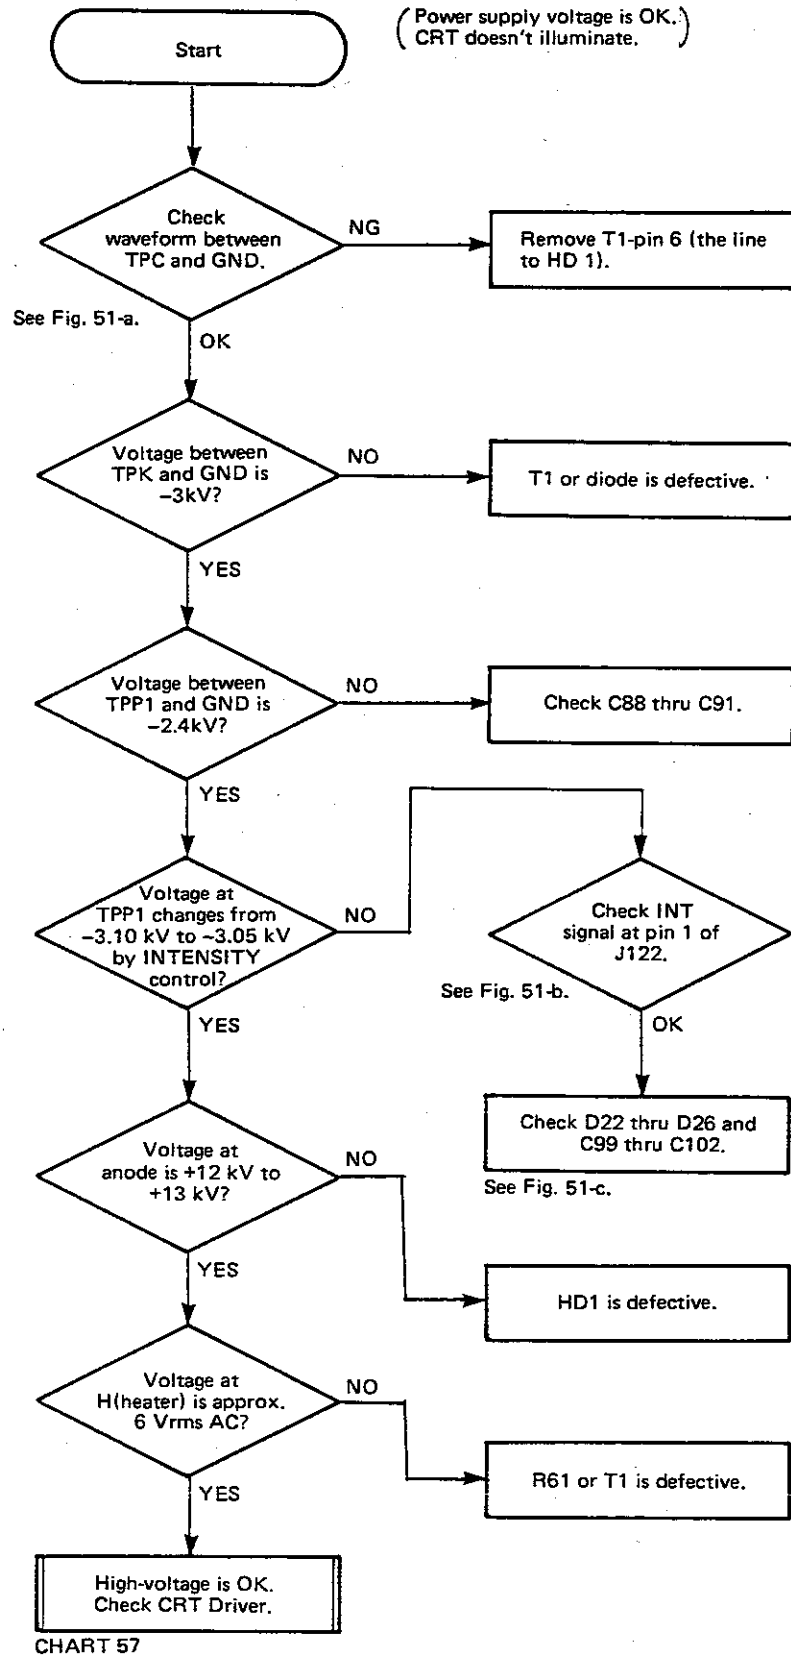 (Power supply voltage is OK.
CRT doesn't illuminate.)
Start
Check
waveform between
TPC and GND.
NG
Remove T1-pin 6 (the line
to HD 1).
See Fig. 51-a.
OK
Voltage between
TPK and GND is
−3kV?
NO
T1 or diode is defective.
YES
Voltage between
TPP1 and GND is
−2.4kV?
NO
Check C88 thru C91.
YES
Voltage at
TPP1 changes from
−3.10 kV to −3.05 kV
by INTENSITY
control?
NO
Check INT
signal at pin 1 of
J122.
See Fig. 51-b.
OK
YES
Check D22 thru D26 and
C99 thru C102.
See Fig. 51-c.
Voltage at
anode is +12 kV to
+13 kV?
NO
HD1 is defective.
YES
Voltage at
H(heater) is approx.
6 Vrms AC?
NO
R61 or T1 is defective.
YES
High-voltage is OK.
Check CRT Driver.
CHART 57